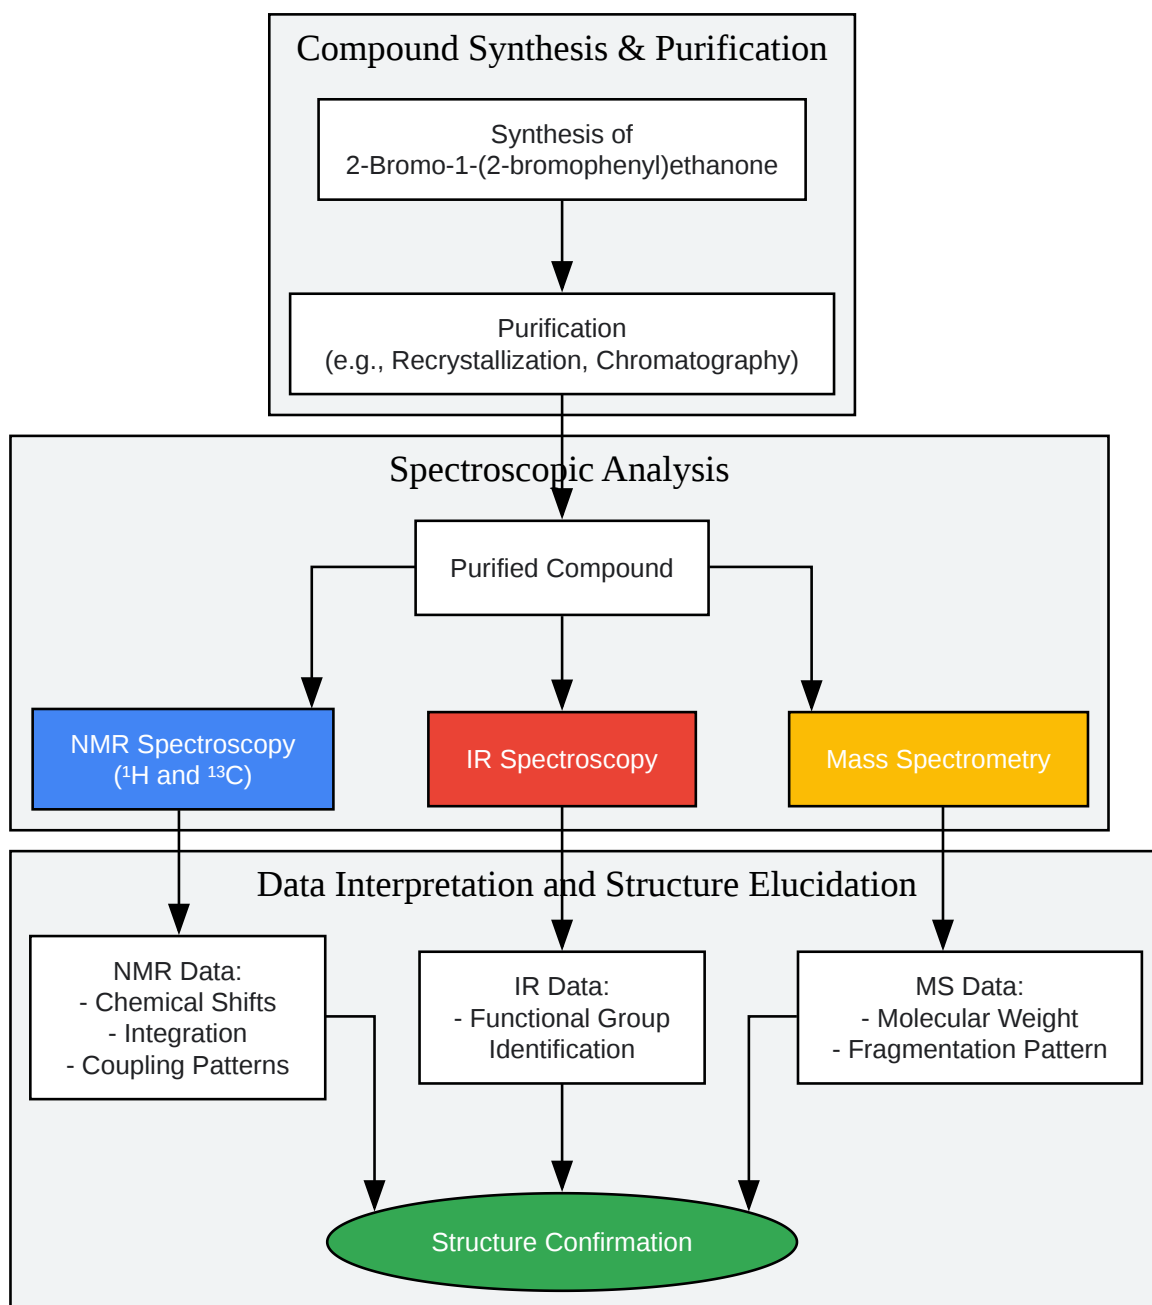 Compound Synthesis & Purification
Synthesis of
2-Bromo-1-(2-bromophenyl)ethanone
Purification
(e.g., Recrystallization, Chromatography)
Spectroscopic Analysis
Purified Compound
NMR Spectroscopy
(¹H and ¹³C)
IR Spectroscopy
Mass Spectrometry
Data Interpretation and Structure Elucidation
NMR Data:
- Chemical Shifts
- Integration
- Coupling Patterns
IR Data:
- Functional Group
Identification
MS Data:
- Molecular Weight
- Fragmentation Pattern
Structure Confirmation